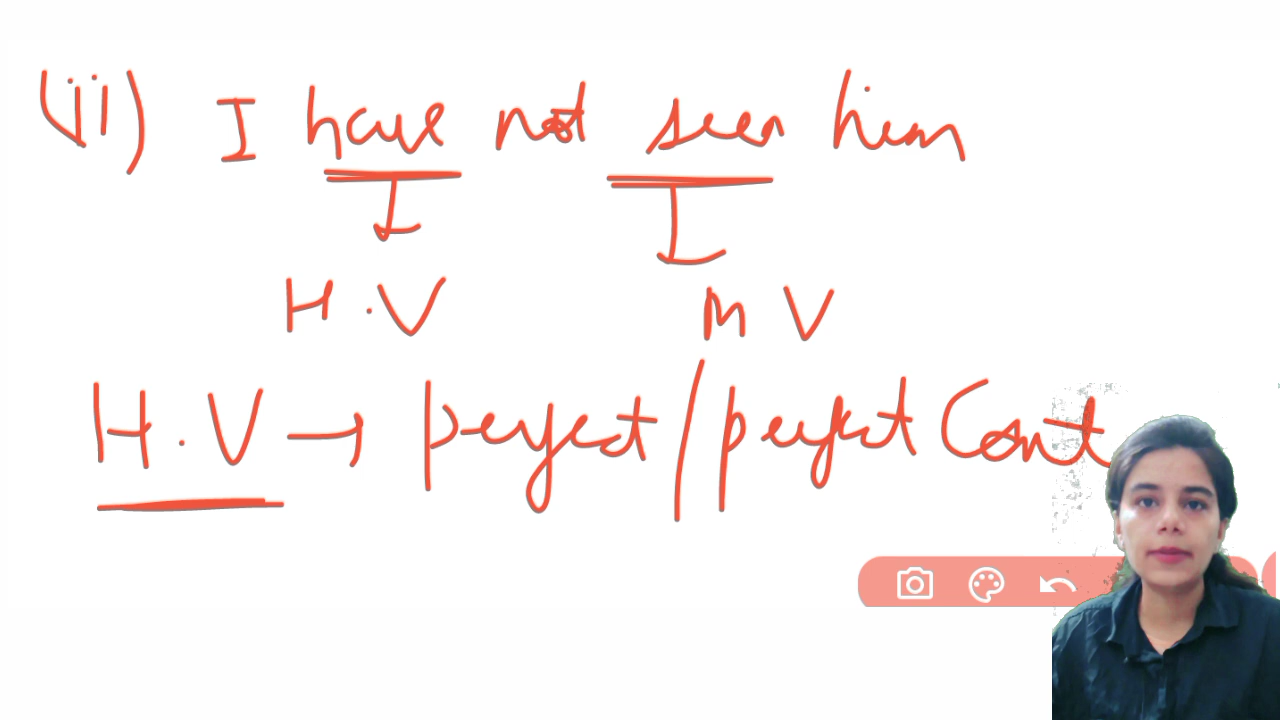 (ii) I have not seen him
H.V M V
H.V → perfect/perfect Cont